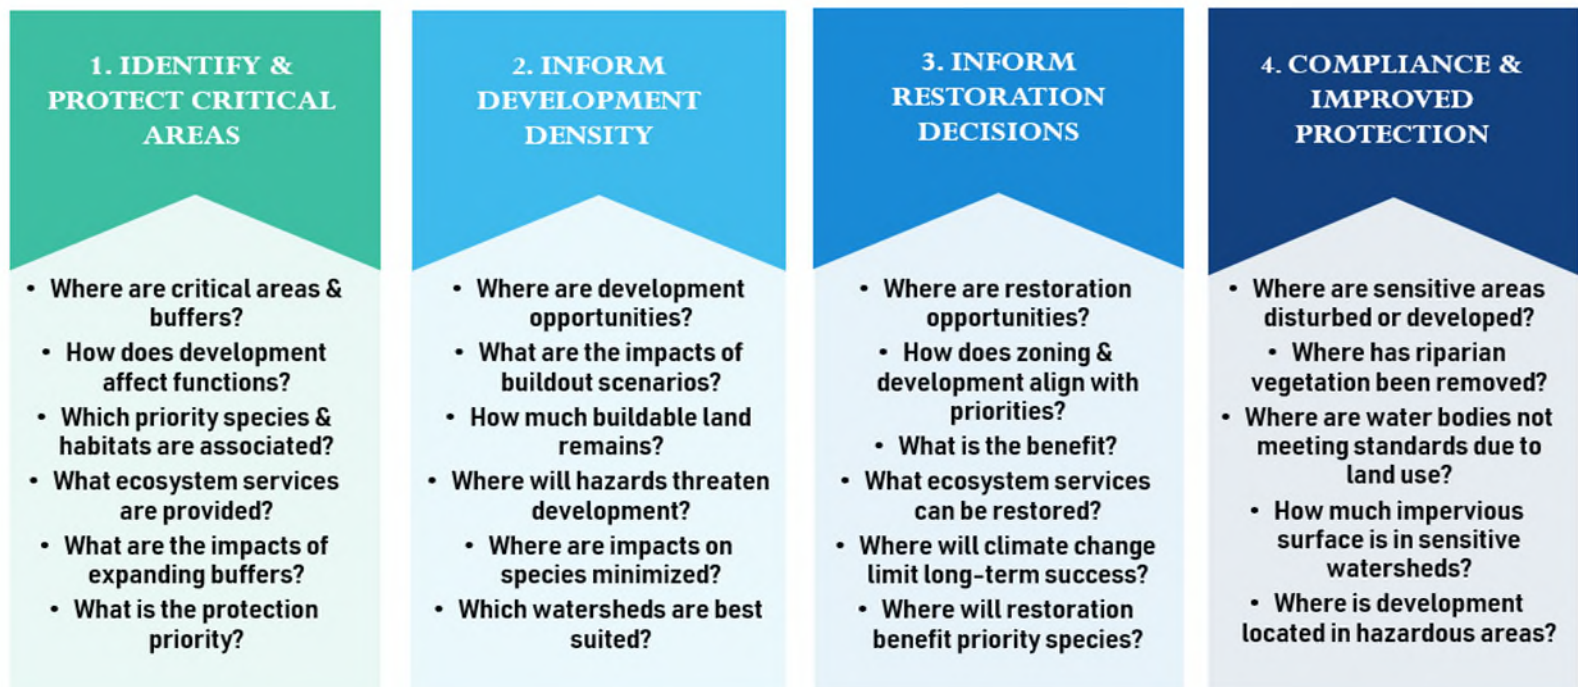 1. IDENTIFY &
PROTECT CRITICAL
AREAS
• Where are critical areas &
buffers?
• How does development
affect functions?
• Which priority species &
habitats are associated?
• What ecosystem services
are provided?
• What are the impacts of
expanding buffers?
• What is the protection
priority?
2. INFORM
DEVELOPMENT
DENSITY
• Where are development
opportunities?
• What are the impacts of
buildout scenarios?
• How much buildable land
remains?
• Where will hazards threaten
development?
• Where are impacts on
species minimized?
• Which watersheds are best
suited?
3. INFORM
RESTORATION
DECISIONS
• Where are restoration
opportunities?
• How does zoning &
development align with
priorities?
• What is the benefit?
• What ecosystem services
can be restored?
• Where will climate change
limit long-term success?
• Where will restoration
benefit priority species?
4. COMPLIANCE &
IMPROVED
PROTECTION
• Where are sensitive areas
disturbed or developed?
• Where has riparian
vegetation been removed?
• Where are water bodies not
meeting standards due to
land use?
• How much impervious
surface is in sensitive
watersheds?
• Where is development
located in hazardous areas?